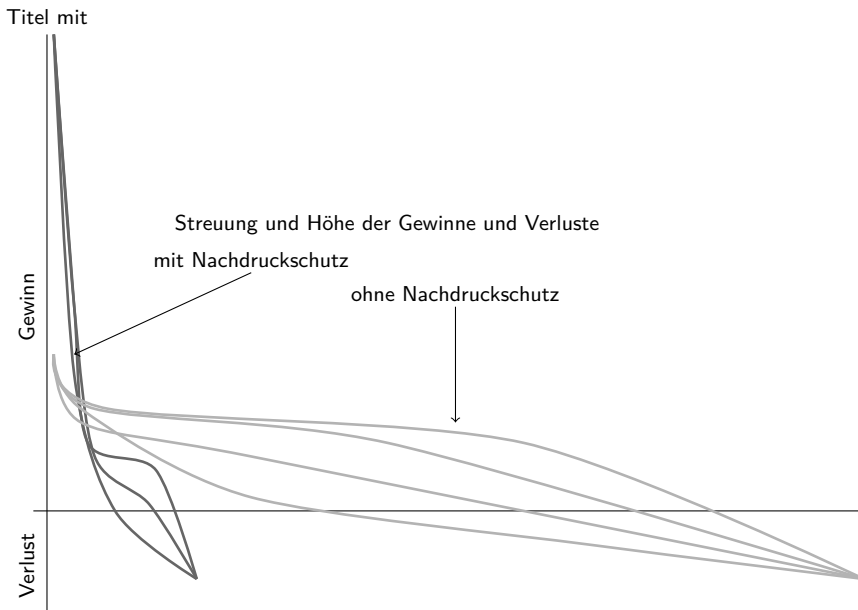 Titel mit
Streuung und Höhe der Gewinne und Verluste
mit Nachdruckschutz
ohne Nachdruckschutz
Gewinn
Verlust